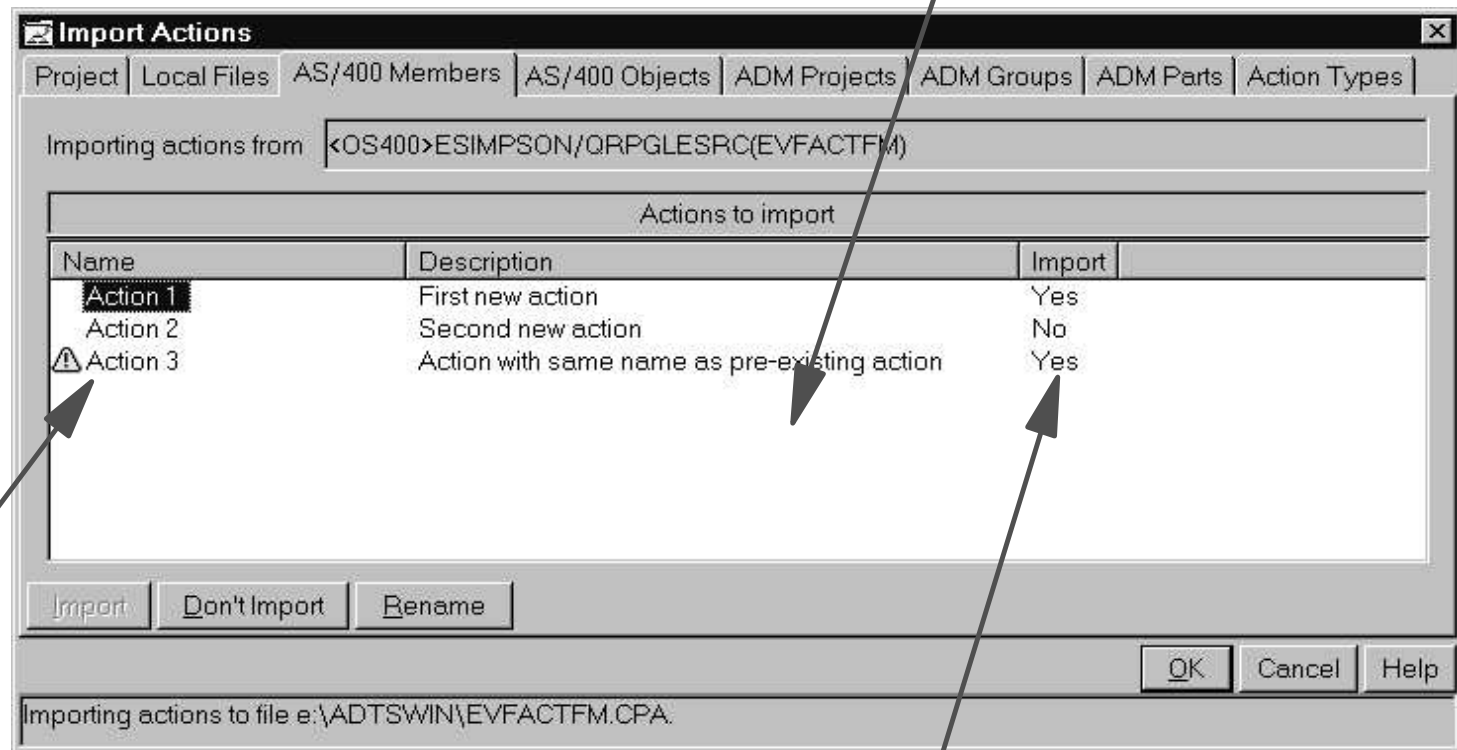 Import Actions
Project Local Files AS/400 Members AS/400 Objects ADM Projects ADM Groups ADM Parts Action Types
Importing actions from <OS400>ESIMPSON/QRPGLESRC(EVFACTFM)
Actions to import
Name Description Import
Action 1 First new action Yes
Action 2 Second new action No
Action 3 Action with same name as pre-existing action Yes
Import Don't Import Rename
OK Cancel Help
Importing actions to file e:\ADTSWIN\EVFACTFM.CPA.